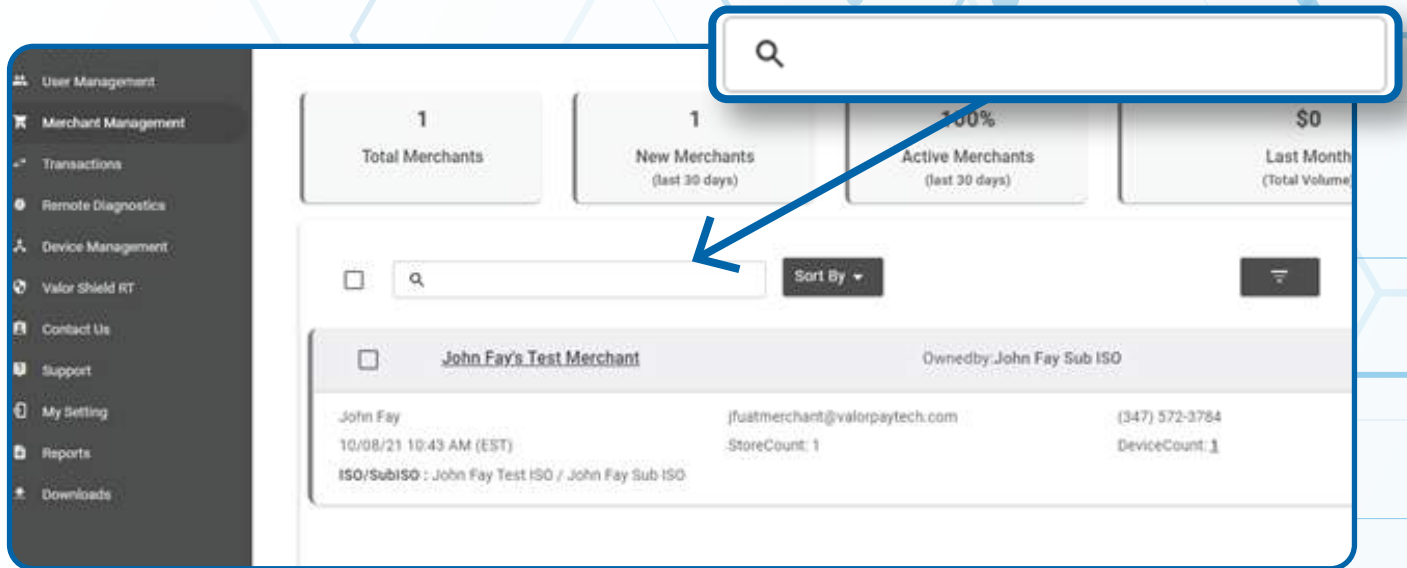 User Management
Merchant Management
Transactions
Remote Diagnostics
Device Management
Valor Shield RT
Contact Us
Support
My Setting
Reports
Downloads
1
Total Merchants
1
New Merchants
(last 30 days)
100%
Active Merchants
(last 30 days)
$0
Last Month
(Total Volume)
Sort By
John Fay's Test Merchant
Ownedby:John Fay Sub ISO
John Fay
jfuatmerchant@valorpaytech.com
(347) 572-3784
10/08/21 10:43 AM (EST)
StoreCount: 1
DeviceCount: 1
ISO/SubISO : John Fay Test ISO / John Fay Sub ISO